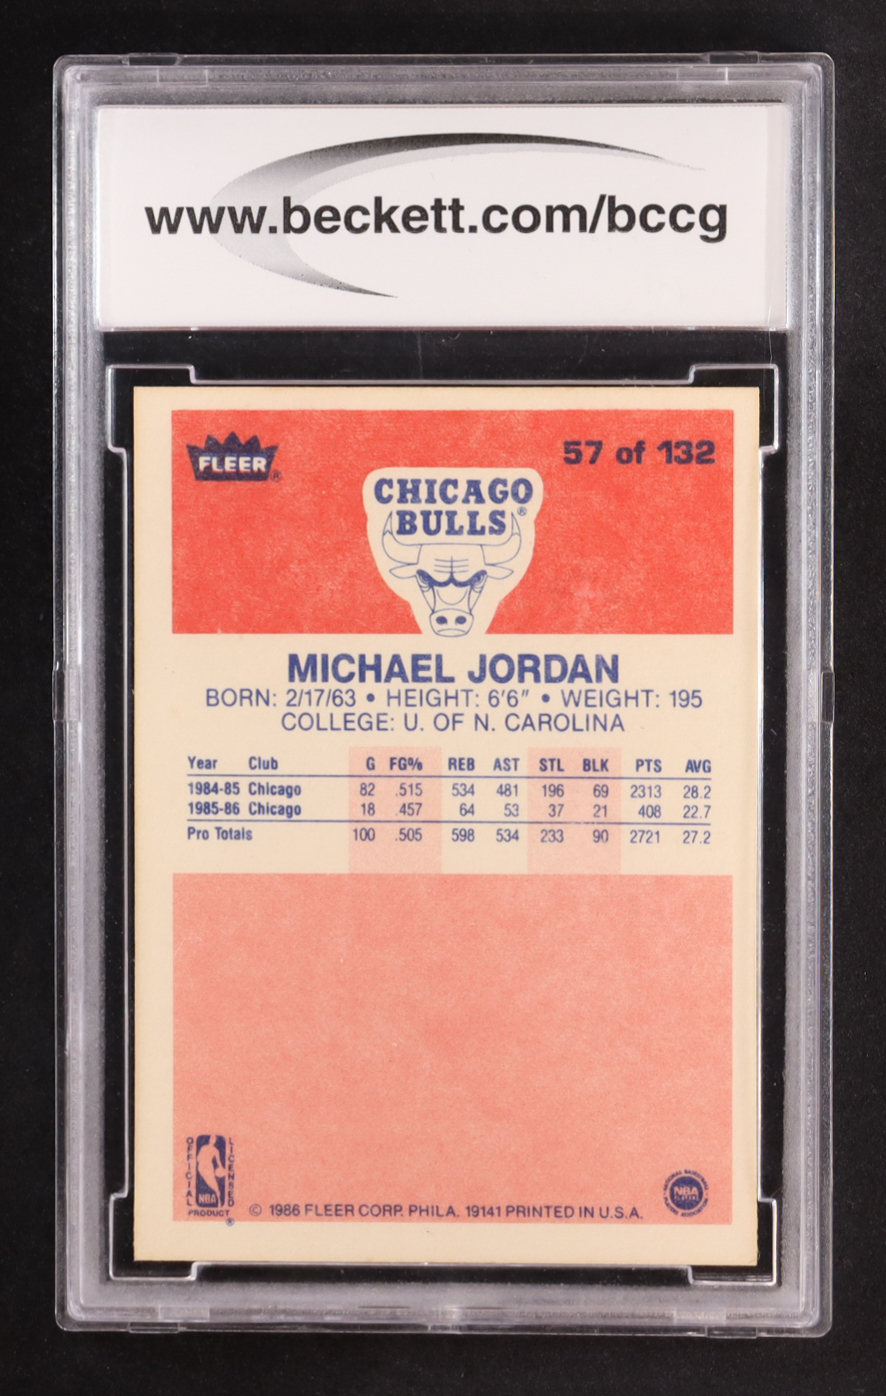 www.beckett.com/bccg
FLEER®
57 of 132
CHICAGO
BULLS®
MICHAEL JORDAN
BORN: 2/17/63 • HEIGHT: 6'6" • WEIGHT: 195
COLLEGE: U. OF N. CAROLINA
Year Club G FG% REB AST STL BLK PTS AVG
1984-85 Chicago 82 .515 534 481 196 69 2313 28.2
1985-86 Chicago 18 .457 64 53 37 21 408 22.7
Pro Totals 100 .505 598 534 233 90 2721 27.2
OFFICIAL
LICENSED
NBA
PRODUCT
®
© 1986 FLEER CORP. PHILA. 19141 PRINTED IN U.S.A.
NBA
PLAYERS